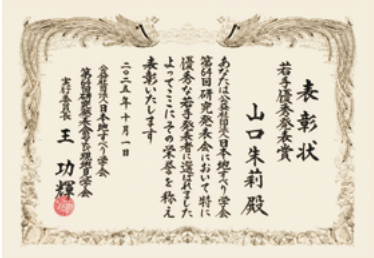 表彰状
若手優秀発表賞
山口朱莉殿
あなたは公益社団法人日本地すべり学会
第64回研究発表会において特に
優秀な若手発表者に選ばれました
よってここにその栄誉を称え
表彰いたします
二〇二五年十月一日
公益社団法人日本地すべり学会
第64回研究発表会及び現地見学会
実行委員長 王 功輝